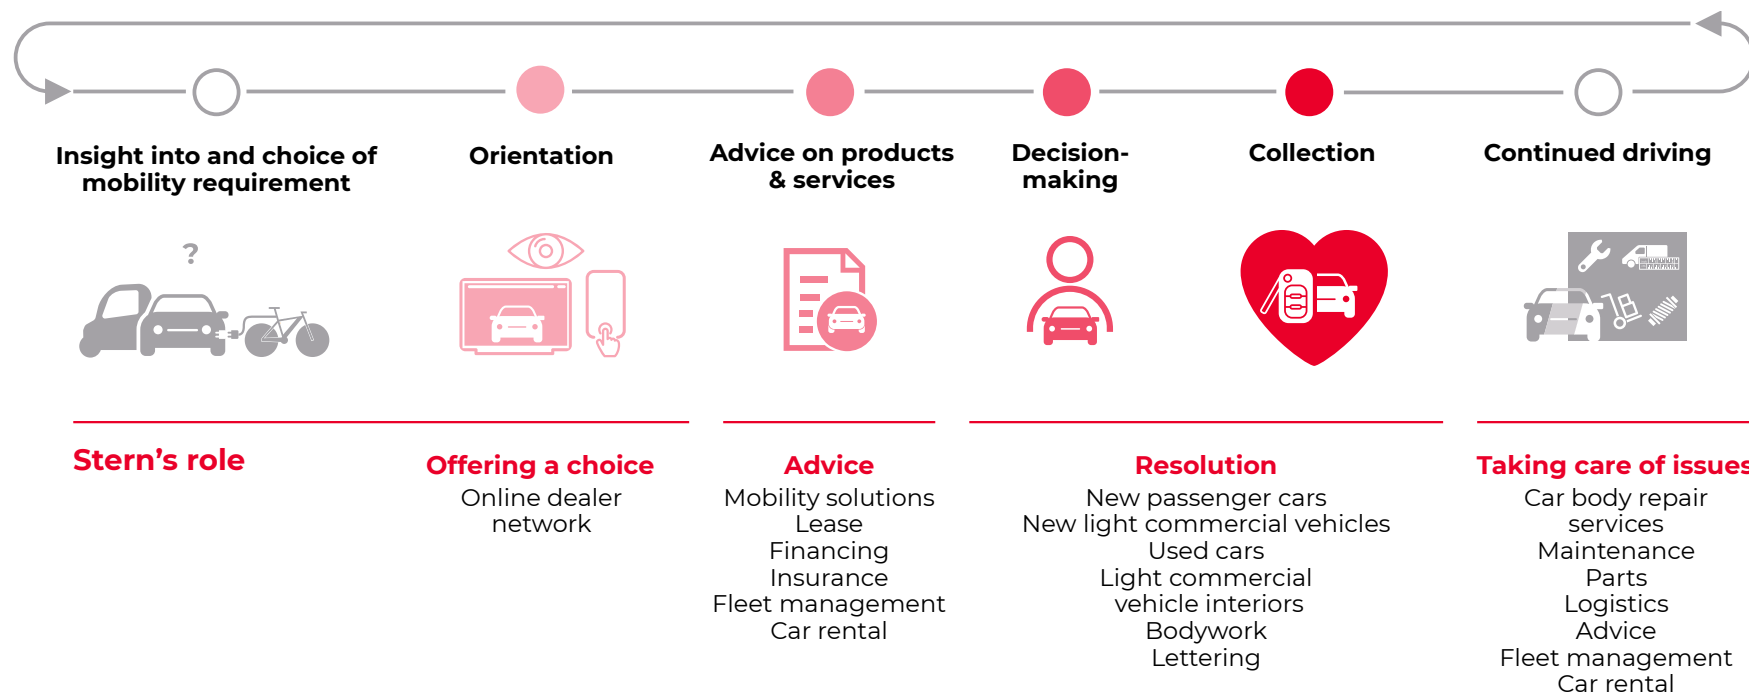 Insight into and choice of
mobility requirement
Orientation
Advice on products
& services
Decision-
making
Collection
Continued driving
?
Stern's role
Offering a choice
Online dealer
network
Advice
Mobility solutions
Lease
Financing
Insurance
Fleet management
Car rental
Resolution
New passenger cars
New light commercial vehicles
Used cars
Light commercial
vehicle interiors
Bodywork
Lettering
Taking care of issues
Car body repair
services
Maintenance
Parts
Logistics
Advice
Fleet management
Car rental